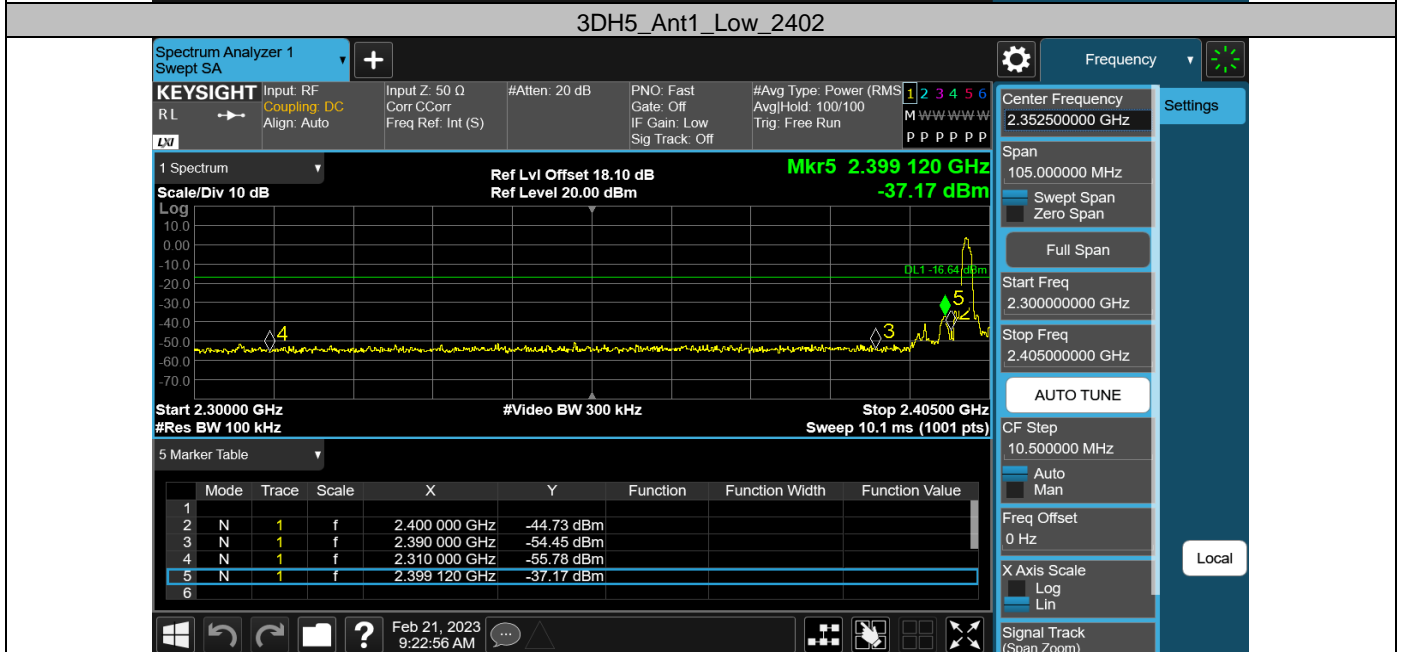 3DH5_Ant1_Low_2402
Spectrum Analyzer 1
Swept SA
+
Frequency
KEYSIGHT
RL
LXI
Input: RF
Coupling: DC
Align: Auto
Input Z: 50 Ω
Corr CCorr
Freq Ref: Int (S)
#Atten: 20 dB
PNO: Fast
Gate: Off
IF Gain: Low
Sig Track: Off
#Avg Type: Power (RMS
Avg|Hold: 100/100
Trig: Free Run
1 2 3 4 5 6
M W W W W W
P P P P P P
1 Spectrum
Scale/Div 10 dB
Ref Lvl Offset 18.10 dB
Ref Level 20.00 dBm
Mkr5 2.399 120 GHz
-37.17 dBm
Log
10.0
0.00
-10.0
-20.0
-30.0
-40.0
-50.0
-60.0
-70.0
DL1 -16.64 dBm
4
3
5
2
Start 2.30000 GHz
#Video BW 300 kHz
Stop 2.40500 GHz
#Res BW 100 kHz
Sweep 10.1 ms (1001 pts)
5 Marker Table
Mode Trace Scale X Y Function Function Width Function Value
1
2 N 1 f 2.400 000 GHz -44.73 dBm
3 N 1 f 2.390 000 GHz -54.45 dBm
4 N 1 f 2.310 000 GHz -55.78 dBm
5 N 1 f 2.399 120 GHz -37.17 dBm
6
?
Feb 21, 2023
9:22:56 AM
Center Frequency
2.352500000 GHz
Settings
Span
105.000000 MHz
Swept Span
Zero Span
Full Span
Start Freq
2.300000000 GHz
Stop Freq
2.405000000 GHz
AUTO TUNE
CF Step
10.500000 MHz
Auto
Man
Freq Offset
0 Hz
Local
X Axis Scale
Log
Lin
Signal Track
(Span Zoom)